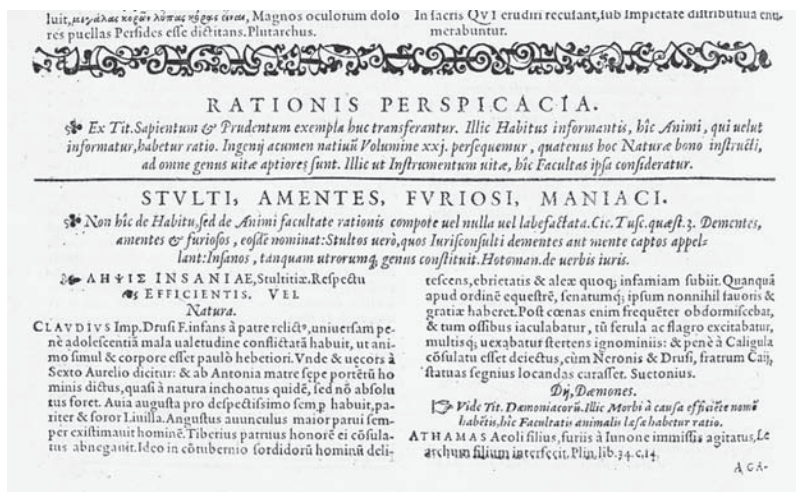 luit, μεγάλας κορῶν λύπας κόρας εἶναι, Magnos oculorum dolo
res puellas Persides esse dictitans. Plutarchus.
In sacris QVI erudiri recusant, sub Impietate distributiua enu-
merabuntur.
RATIONIS PERSPICACIA.
Ex Tit. Sapientum & Prudentum exempla huc transferantur. Illic Habitus informantis, hîc Animi, qui uelut
informatur, habetur ratio. Ingenij acumen natiuū Volumine xxj. persequemur, quatenus hoc Naturæ bono instructi,
ad omne genus uitæ aptiores sunt. Illic ut Instrumentum uitæ, hîc Facultas ipsa consideratur.
STVLTI, AMENTES, FVRIOSI, MANIACI.
Non hîc de Habitu, sed de Animi facultate rationis compote uel nulla uel labefactata. Cic. Tusc. quæst. 3. Dementes,
amentes & furiosos, eosdē nominat: Stultos uerò, quos Iurisconsulti dementes aut mente captos appel-
lant: Insanos, tanquam utrorumq; genus constituit. Hotoman. de uerbis iuris.
ΛΗΨΙΣ INSANIAE, Stultitiæ. Respectu
EFFICIENTIS. VEL
Natura.
CLAVDIVS Imp. Drusi F. infans à patre relictꝰ, uniuersam pe-
nè adolescentiā mala ualetudine conflictarā habuit, ut ani-
mo simul & corpore esset paulò hebetiori. Vnde & uecors à
Sexto Aurelio dicitur: & ab Antonia matre sępe portētū ho
minis dictus, quasi à natura inchoatus quidē, sed nō absolu
tus foret. Auia augusta pro despectissimo semp habuit, pa-
riter & soror Liuilla. Angustus auunculus maior parui sem-
per existimauit hominē. Tiberius patruus honorē ei cōsula-
tus abnegauit. Ideo in cōtubernio sordidorū hominū deli-
tescens, ebrietatis & aleæ quoq; infamiam subiit. Quanquā
apud ordinē equestrē, senatumq; ipsum nonnihil fauoris &
gratiæ haberet. Post cœnas enim frequēter obdormiscebat,
& tum ossibus iaculabatur, tū ferula ac flagro excitabatur,
multisq; uexabatur stertens ignominiis: & penè à Caligula
cōsulatu esset deiectus, cùm Neronis & Drusi, fratrum Caij,
statuas segnius locandas curasset. Suetonius.
Dij, Dæmones.
Vide Tit. Dæmoniacorū. Illic Morbi à causa efficiēte nomē
habētis, hîc Facultatis animalis lesæ habetur ratio.
ATHAMAS Aeoli filius, furiis à Iunone immissis agitatus, Le
archum filium interfecit. Plin. lib. 34. c. 14.
AGA-